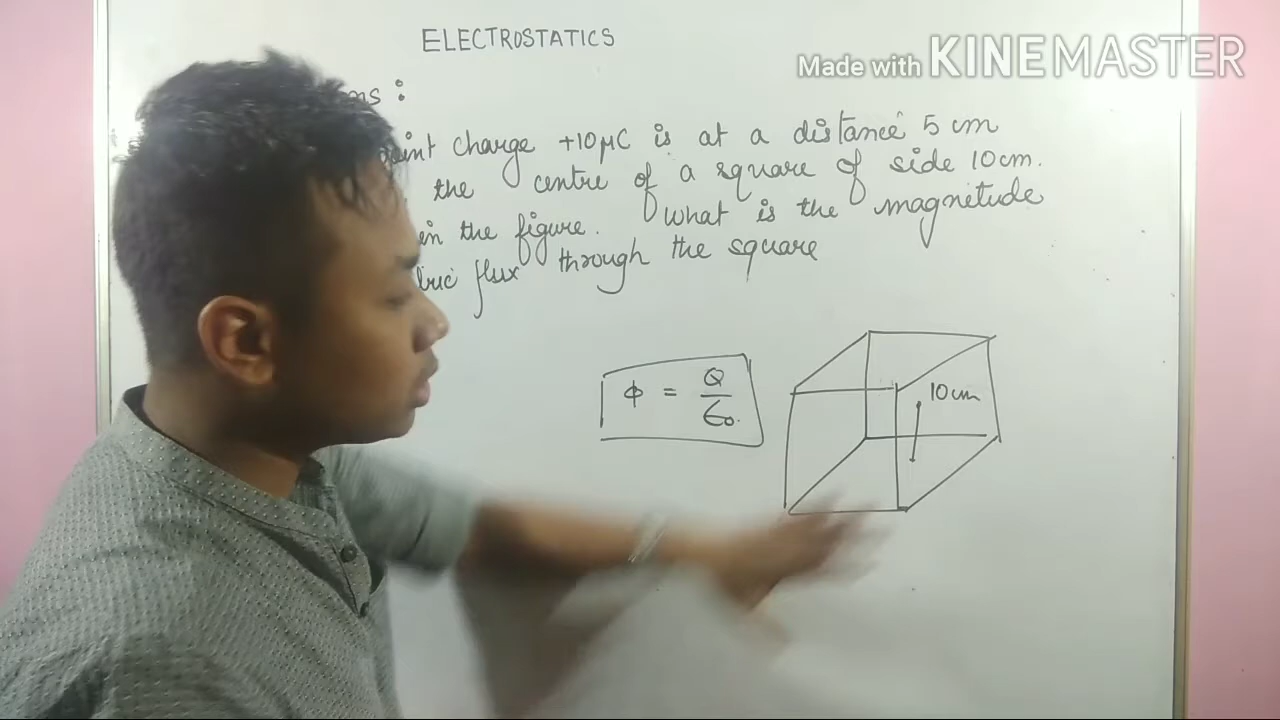 ELECTROSTATICS
Made with KINEMASTER
ns :
oint charge +10μC is at a distance 5 cm
the centre of a square of side 10cm.
in the figure. What is the magnitude
tric flux through the square
φ = Q/ε₀.
10cm